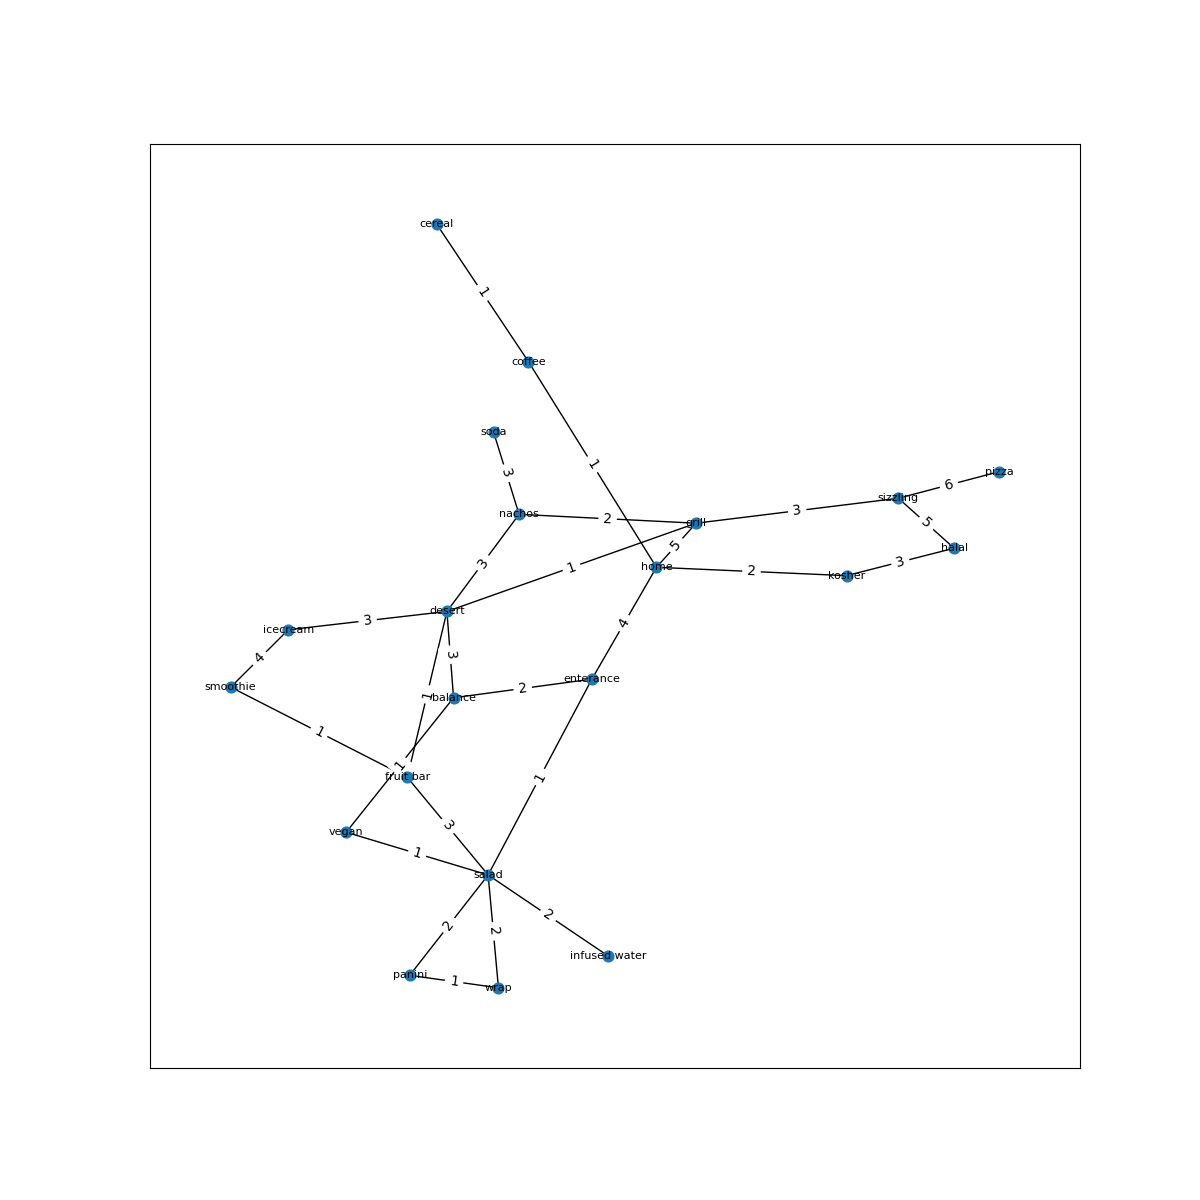 cereal
1
coffee
soda
1
3
pizza
6
sizzling
nachos
2
grill
3
5
5
halal
3
1
home
2
kosher
3
desert
3
icecream
4
3
4
smoothie
1
balance
2
enterance
1
1
fruit bar
1
3
vegan
1
salad
2
2
2
infused water
panini
1
wrap